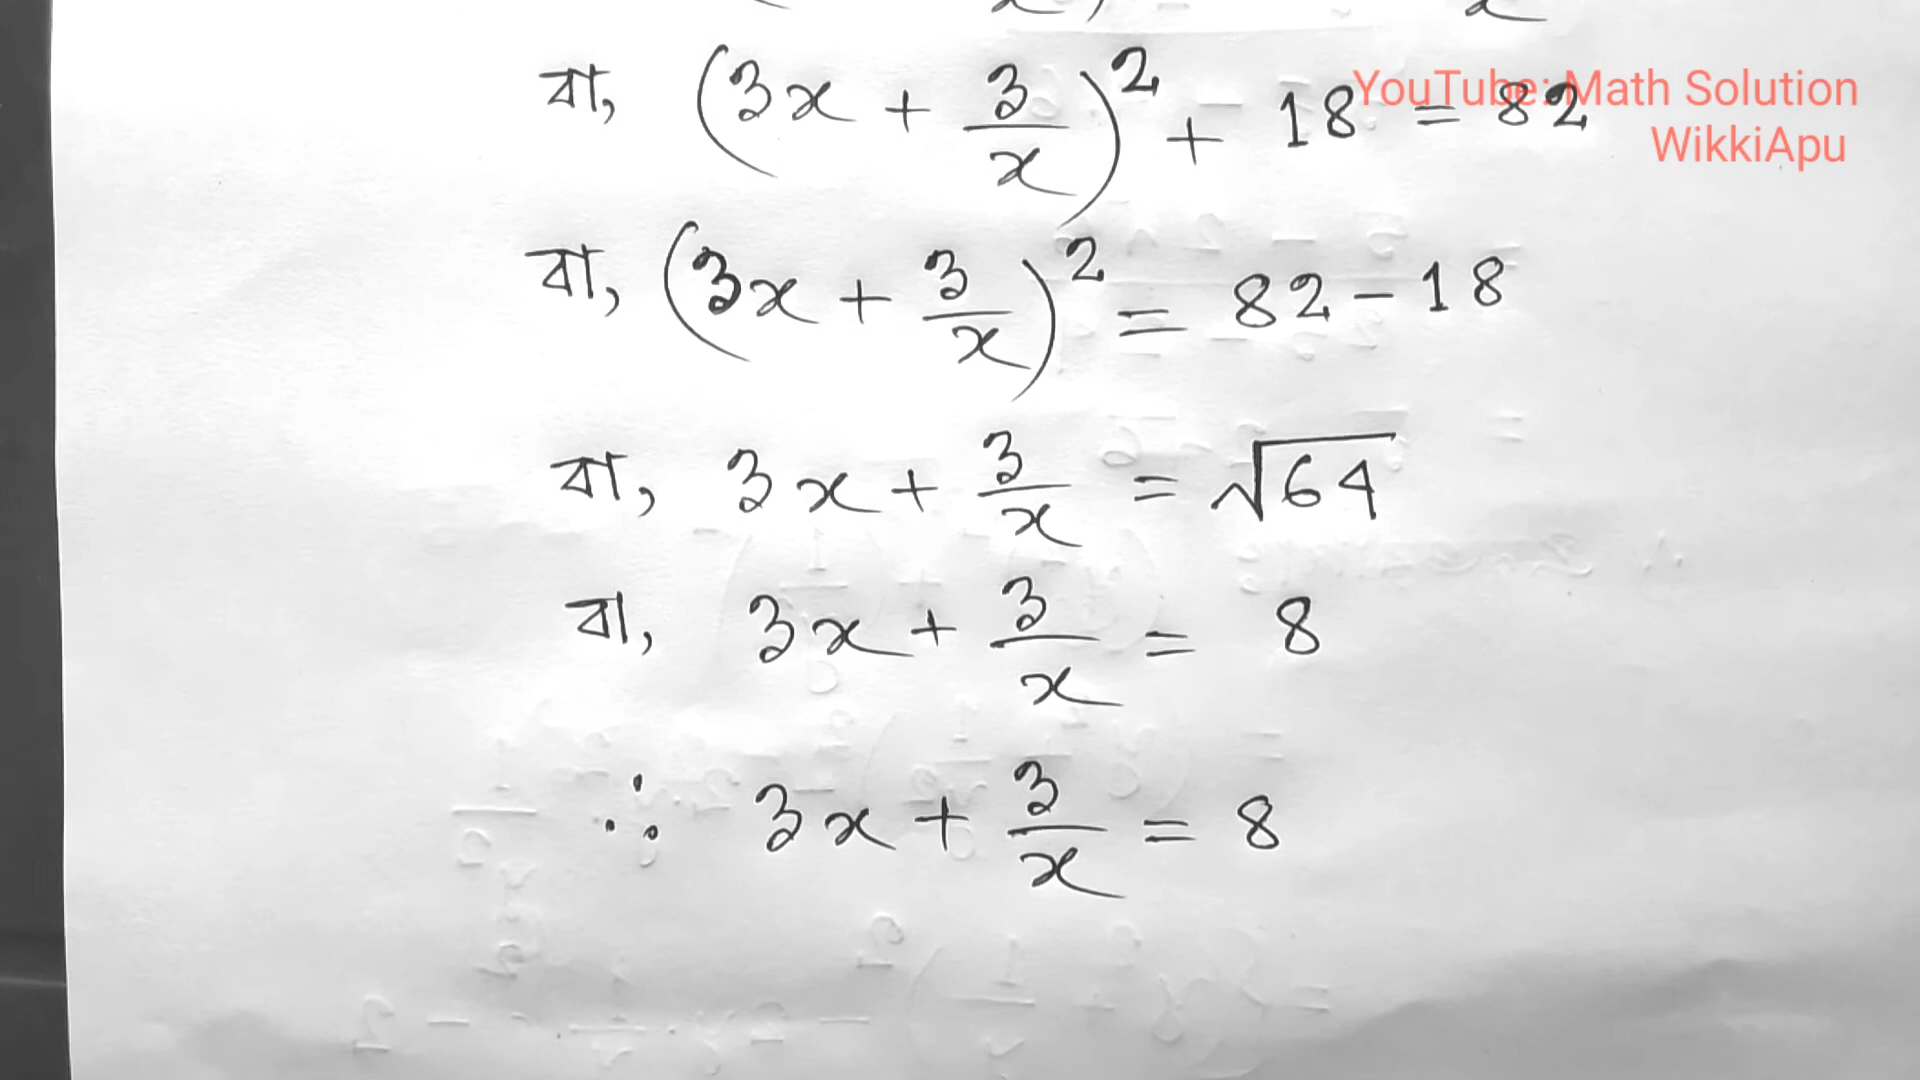 বা, (3x + 3/x)² + 18 = 82
YouTube: Math Solution
WikkiApu
বা, (3x + 3/x)² = 82 - 18
বা, 3x + 3/x = √64
বা, 3x + 3/x = 8
∴ 3x + 3/x = 8